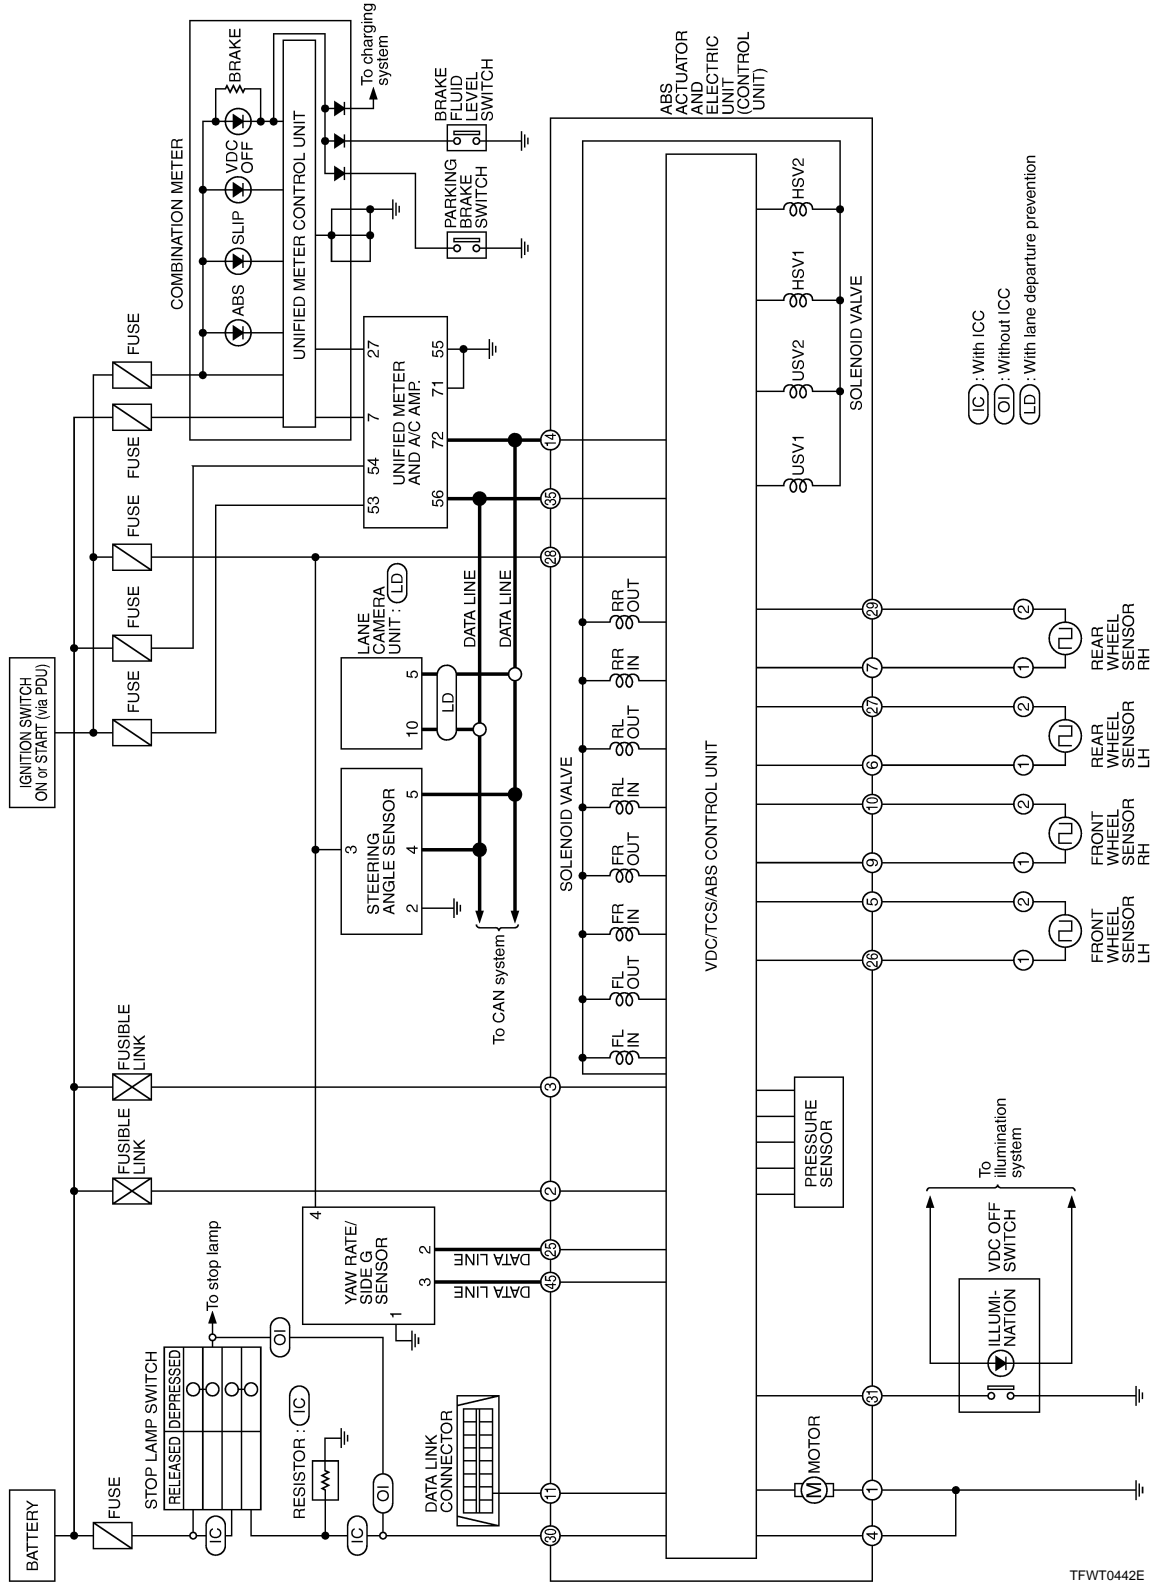 BATTERY
FUSE
STOP LAMP SWITCH
RELEASED
DEPRESSED
IC
To stop lamp
OI
RESISTOR : IC
IC
OI
DATA LINK
CONNECTOR
YAW RATE/
SIDE G
SENSOR
1
2
3
4
DATA LINE
DATA LINE
FUSIBLE
LINK
FUSIBLE
LINK
IGNITION SWITCH
ON or START (via PDU)
FUSE
FUSE
FUSE
FUSE
FUSE
STEERING
ANGLE SENSOR
2
3
4
5
To CAN system
LANE
CAMERA
UNIT : LD
10
5
LD
DATA LINE
DATA LINE
UNIFIED METER
AND A/C AMP.
53
54
7
27
56
72
71
55
COMBINATION METER
ABS
SLIP
VDC
OFF
BRAKE
UNIFIED METER CONTROL UNIT
To charging
system
PARKING
BRAKE
SWITCH
BRAKE
FLUID
LEVEL
SWITCH
ABS
ACTUATOR
AND
ELECTRIC
UNIT
(CONTROL
UNIT)
30
11
45
25
2
3
28
35
14
SOLENOID VALVE
FL
IN
FL
OUT
FR
IN
FR
OUT
RL
IN
RL
OUT
RR
IN
RR
OUT
VDC/TCS/ABS CONTROL UNIT
USV1
USV2
HSV1
HSV2
SOLENOID VALVE
M
MOTOR
PRESSURE
SENSOR
4
1
31
26
5
9
10
6
27
7
29
ILLUMI-
NATION
VDC OFF
SWITCH
To
illumination
system
1
2
1
2
1
2
1
2
FRONT
WHEEL
SENSOR
LH
FRONT
WHEEL
SENSOR
RH
REAR
WHEEL
SENSOR
LH
REAR
WHEEL
SENSOR
RH
IC : With ICC
OI : Without ICC
LD : With lane departure prevention
TFWT0442E